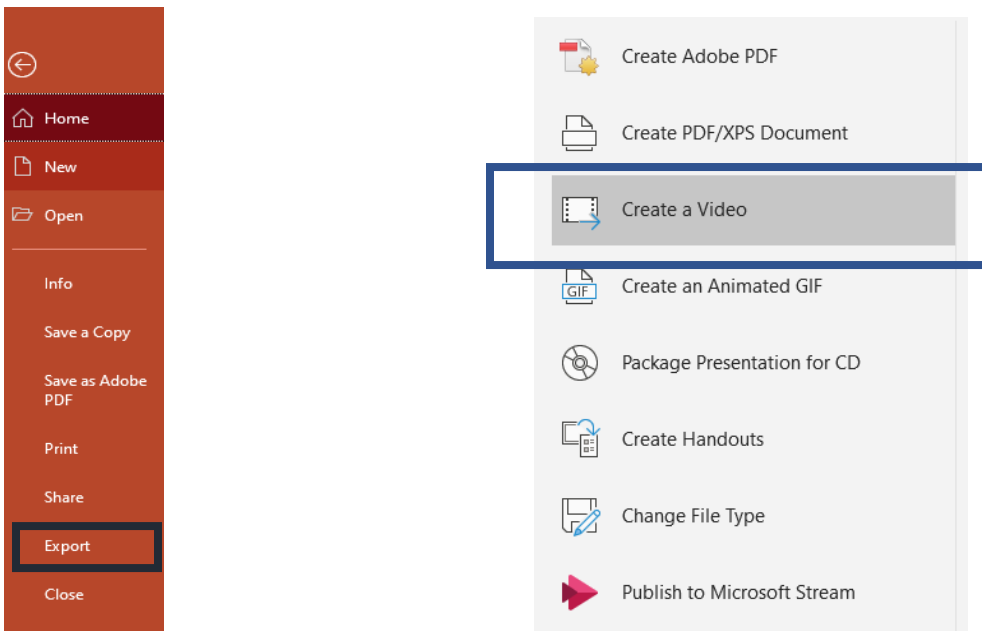 Home
New
Open
Info
Save a Copy
Save as Adobe
PDF
Print
Share
Export
Close
Create Adobe PDF
Create PDF/XPS Document
Create a Video
GIF
Create an Animated GIF
Package Presentation for CD
Create Handouts
Change File Type
Publish to Microsoft Stream